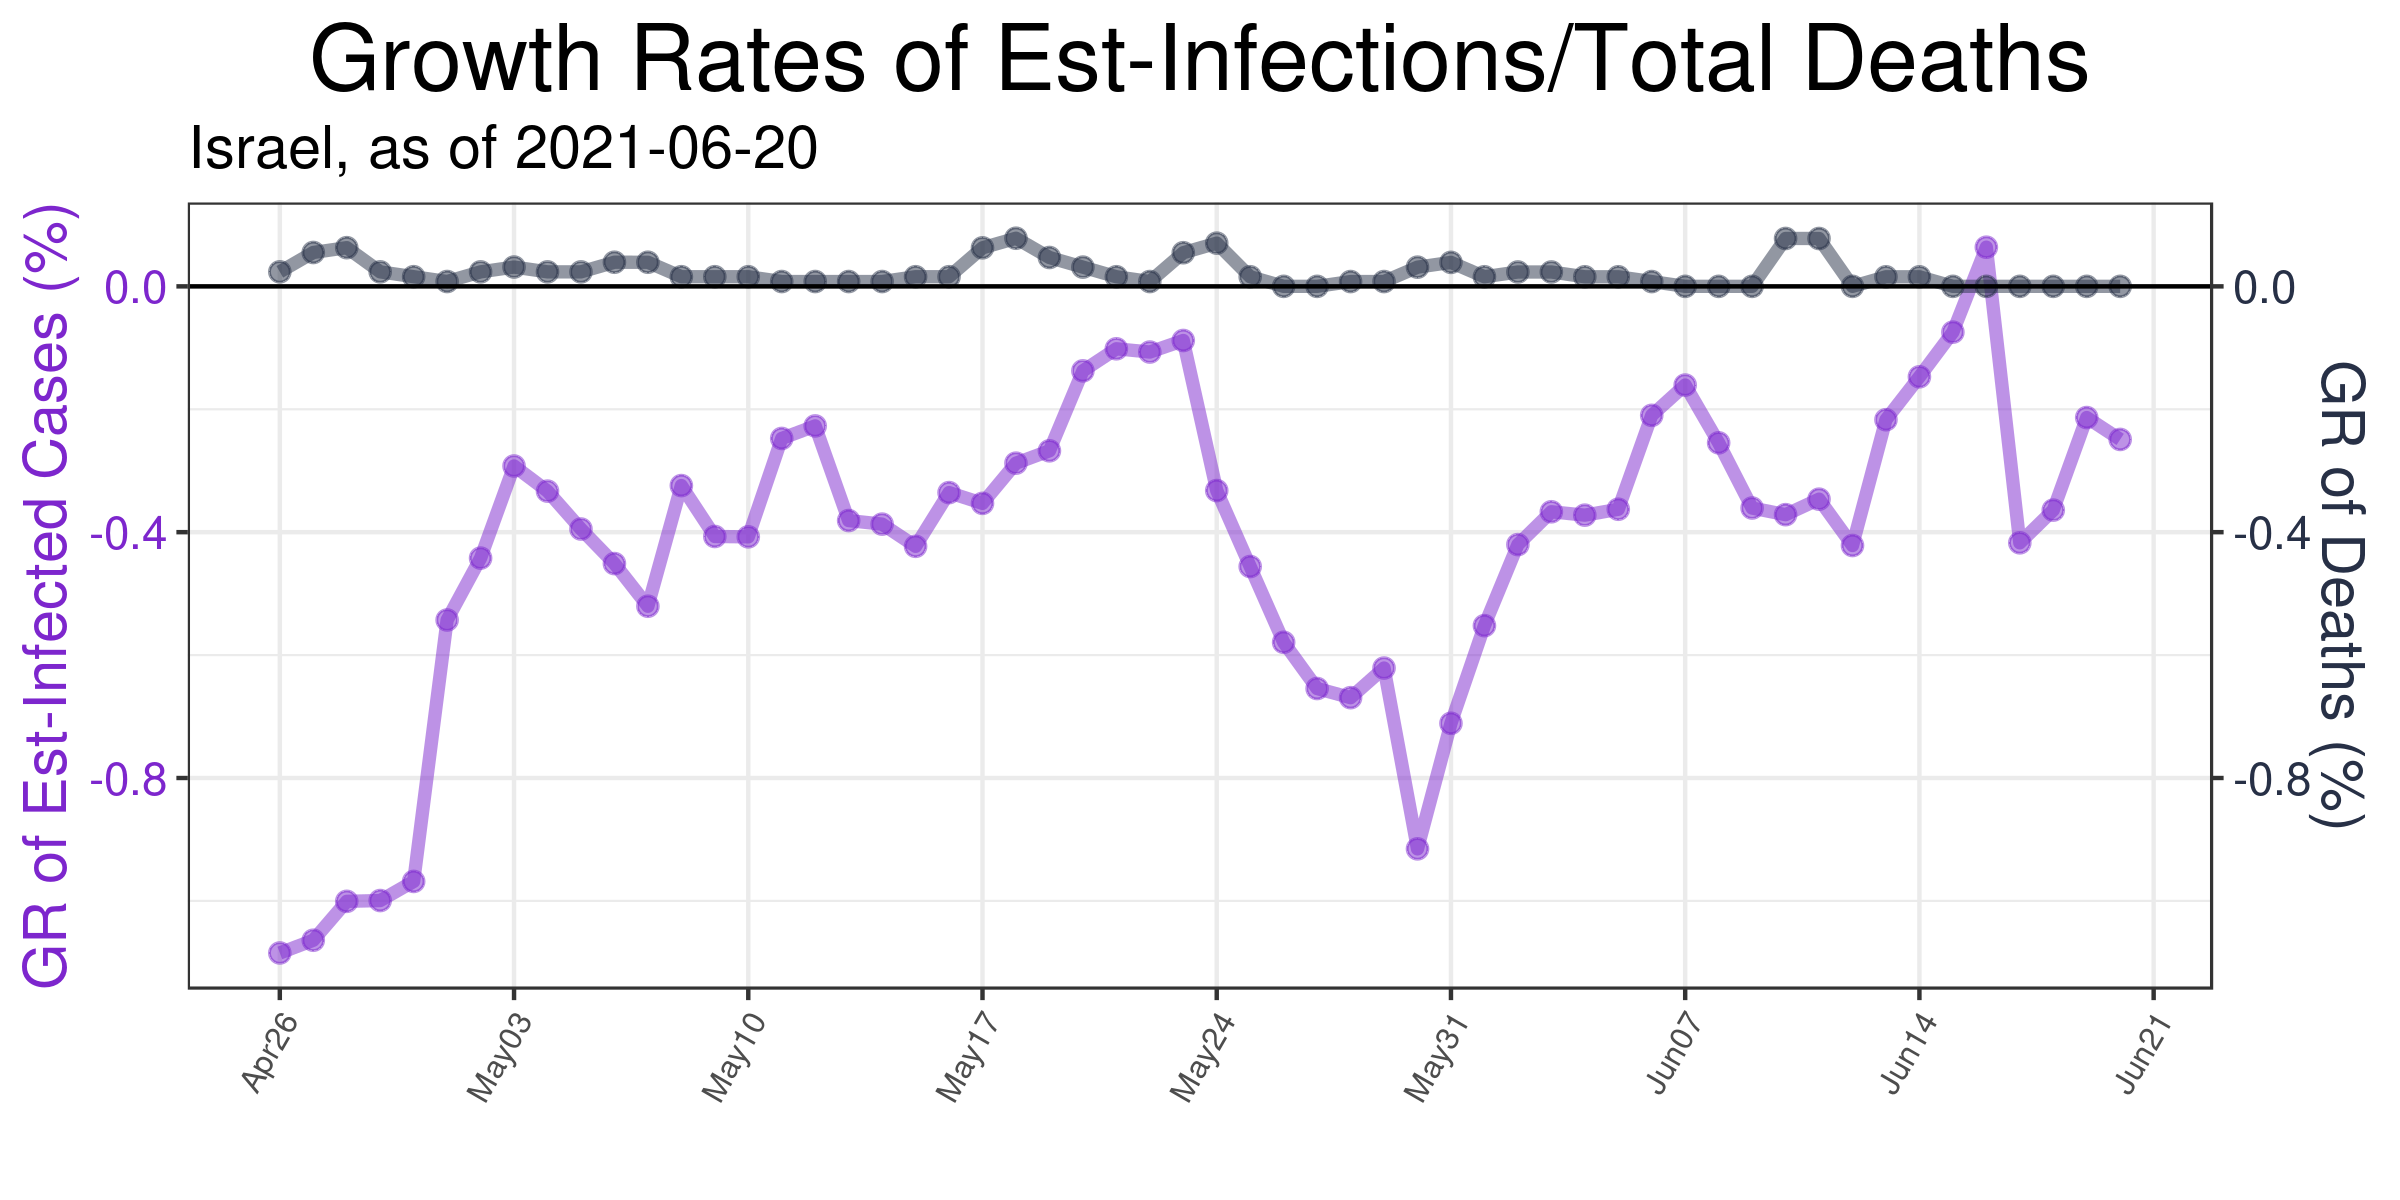 Growth Rates of Est-Infections/Total Deaths
Israel, as of 2021-06-20
GR of Est-Infected Cases (%)
0.0
-0.4
-0.8
0.0
-0.4
-0.8
GR of Deaths (%)
Apr26
May03
May10
May17
May24
May31
Jun07
Jun14
Jun21